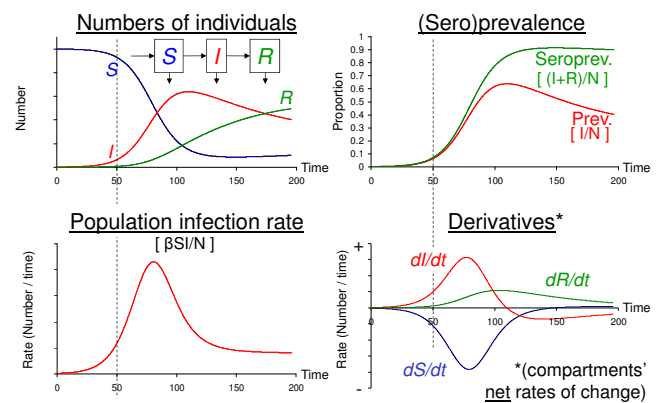 Numbers of individuals
S
S
I
R
R
I
Number
Time
0
50
100
150
200
(Sero)prevalence
1
0.9
0.8
0.7
0.6
0.5
0.4
0.3
0.2
0.1
0
Proportion
Seroprev.
[ (I+R)/N ]
Prev.
[ I/N ]
Time
0
50
100
150
200
Population infection rate
[ βSI/N ]
Rate (Number / time)
Time
0
50
100
150
200
Derivatives*
+
dI/dt
dR/dt
dS/dt
-
Rate (Number / time)
Time
0
50
100
150
200
*(compartments'
net rates of change)